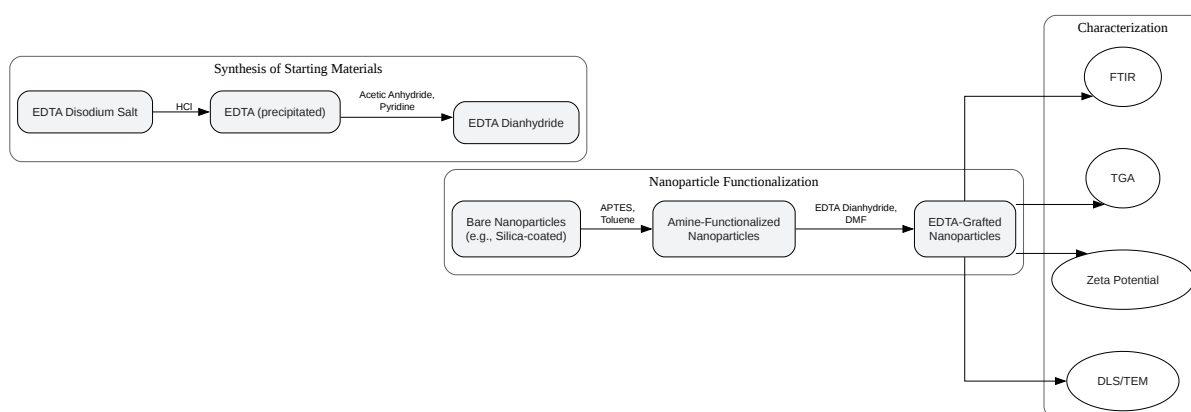 Characterization
Synthesis of Starting Materials
EDTA Disodium Salt
HCl
EDTA (precipitated)
Acetic Anhydride,
Pyridine
EDTA Dianhydride
FTIR
Nanoparticle Functionalization
Bare Nanoparticles
(e.g., Silica-coated)
APTES,
Toluene
Amine-Functionalized
Nanoparticles
EDTA Dianhydride,
DMF
EDTA-Grafted
Nanoparticles
TGA
Zeta Potential
DLS/TEM